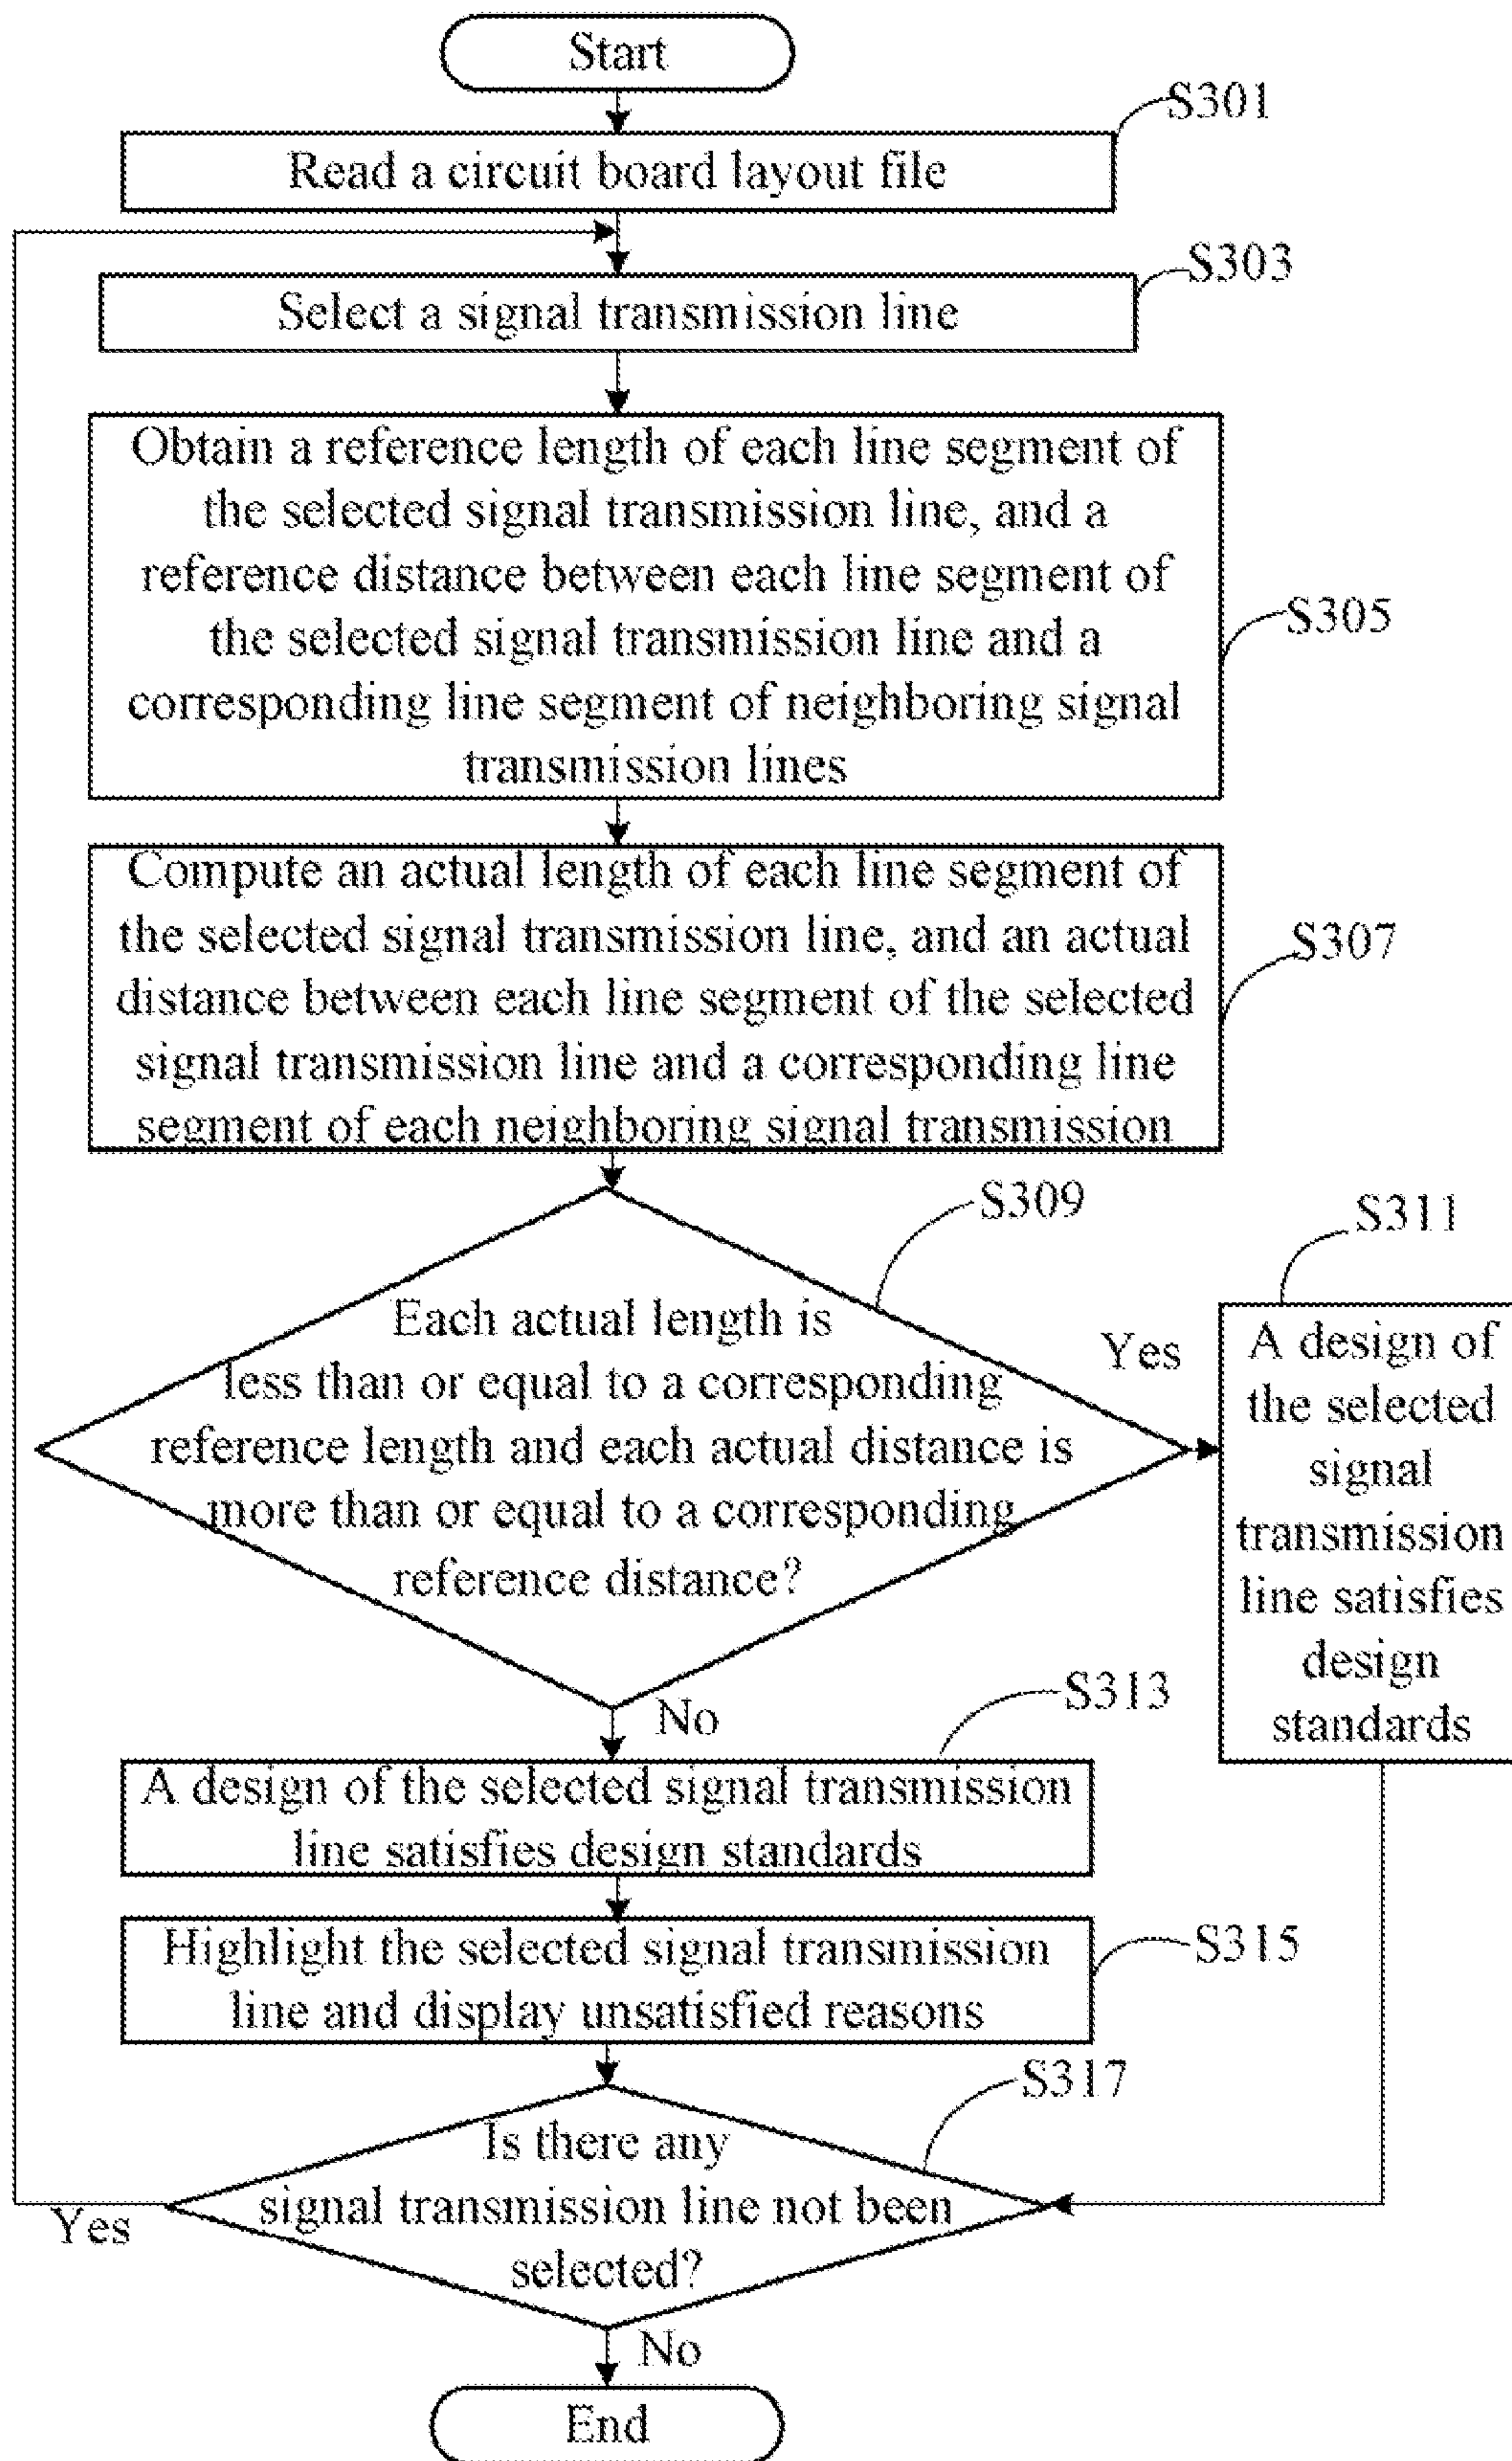 Start
S301
Read a circuit board layout file
S303
Select a signal transmission line
Obtain a reference length of each line segment of
the selected signal transmission line, and a
reference distance between each line segment of
the selected signal transmission line and a
corresponding line segment of neighboring signal
transmission lines
S305
Compute an actual length of each line segment of
the selected signal transmission line, and an actual
distance between each line segment of the selected
signal transmission line and a corresponding line
segment of each neighboring signal transmission
S307
S309
Each actual length is
less than or equal to a corresponding
reference length and each actual distance is
more than or equal to a corresponding
reference distance?
Yes
S311
A design of
the selected
signal
transmission
line satisfies
design
standards
No
S313
A design of the selected signal transmission
line satisfies design standards
Highlight the selected signal transmission
line and display unsatisfied reasons
S315
S317
Is there any
signal transmission line not been
selected?
Yes
No
End